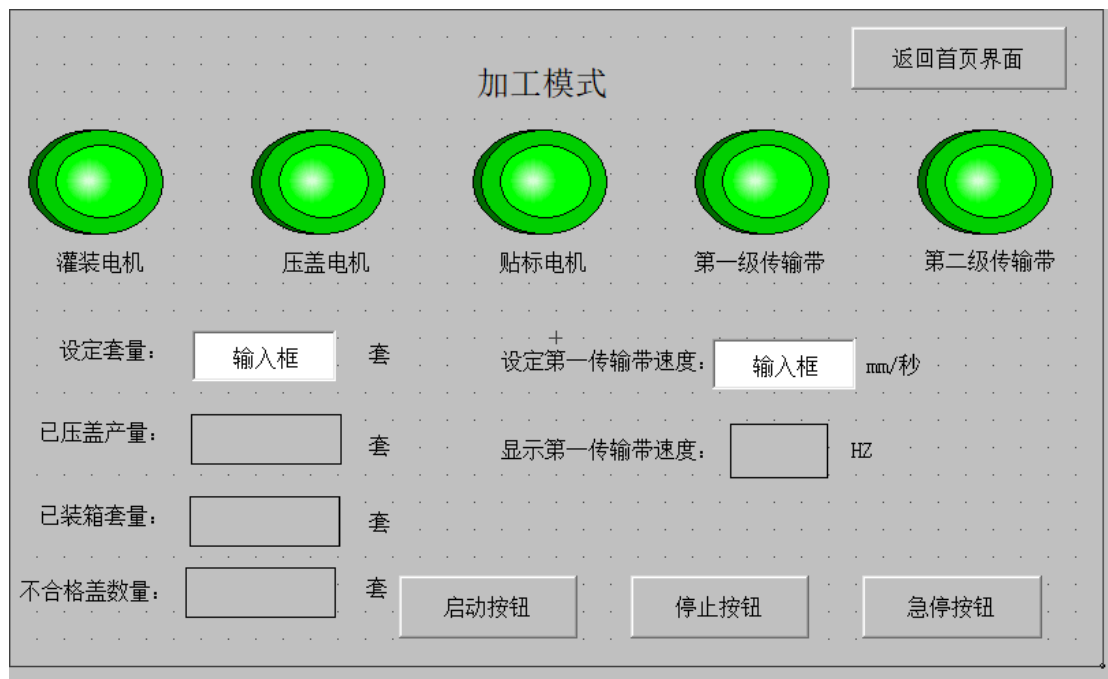 返回首页界面
加工模式
灌装电机 压盖电机 贴标电机 第一级传输带 第二级传输带
设定套量： 输入框 套 设定第一传输带速度： 输入框 mm/秒
已压盖产量： 套 显示第一传输带速度： HZ
已装箱套量： 套
不合格盖数量： 套 启动按钮 停止按钮 急停按钮